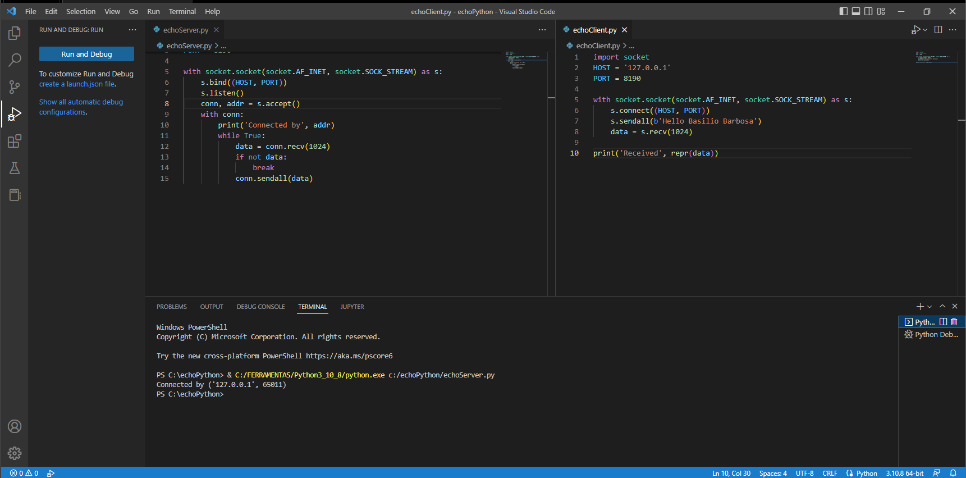 File Edit Selection View Go Run Terminal Help
echoClient.py - echoPython - Visual Studio Code
RUN AND DEBUG: RUN ...
Run and Debug
To customize Run and Debug
create a launch.json file.
Show all automatic debug
configurations.
echoServer.py
echoServer.py > ...
4
5 with socket.socket(socket.AF_INET, socket.SOCK_STREAM) as s:
6 s.bind((HOST, PORT))
7 s.listen()
8 conn, addr = s.accept()
9 with conn:
10 print('Connected by', addr)
11 while True:
12 data = conn.recv(1024)
13 if not data:
14 break
15 conn.sendall(data)
echoClient.py
echoClient.py > ...
1 import socket
2 HOST = '127.0.0.1'
3 PORT = 8190
4
5 with socket.socket(socket.AF_INET, socket.SOCK_STREAM) as s:
6 s.connect((HOST, PORT))
7 s.sendall(b'Hello Basilio Barbosa')
8 data = s.recv(1024)
9
10 print('Received', repr(data))
PROBLEMS OUTPUT DEBUG CONSOLE TERMINAL JUPYTER
Windows PowerShell
Copyright (C) Microsoft Corporation. All rights reserved.
Try the new cross-platform PowerShell https://aka.ms/pscore6
PS C:\echoPython> & C:/FERRAMENTAS/Python3_10_8/python.exe c:/echoPython/echoServer.py
Connected by ('127.0.0.1', 65011)
PS C:\echoPython>
Pyth...
Python Deb...
0 0
Ln 10, Col 30 Spaces: 4 UTF-8 CRLF Python 3.10.8 64-bit